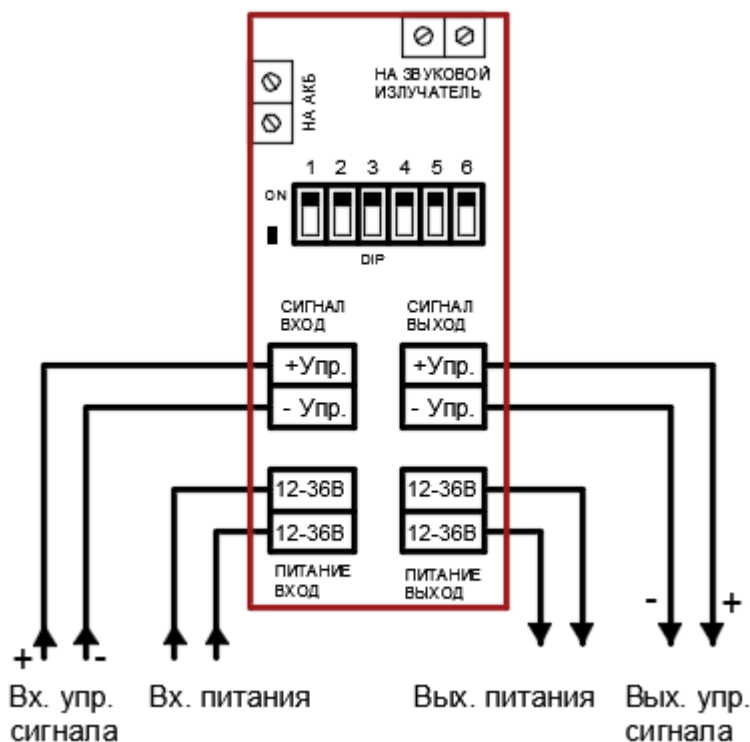 НА ЗВУКОВОЙ
ИЗЛУЧАТЕЛЬ
НА АКБ
1 2 3 4 5 6
ON
DIP
СИГНАЛ
ВХОД
СИГНАЛ
ВЫХОД
+Упр.
+Упр.
- Упр.
- Упр.
12-36В
12-36В
12-36В
12-36В
ПИТАНИЕ
ВХОД
ПИТАНИЕ
ВЫХОД
+ -
- +
Вх. упр.
сигнала
Вх. питания
Вых. питания
Вых. упр.
сигнала